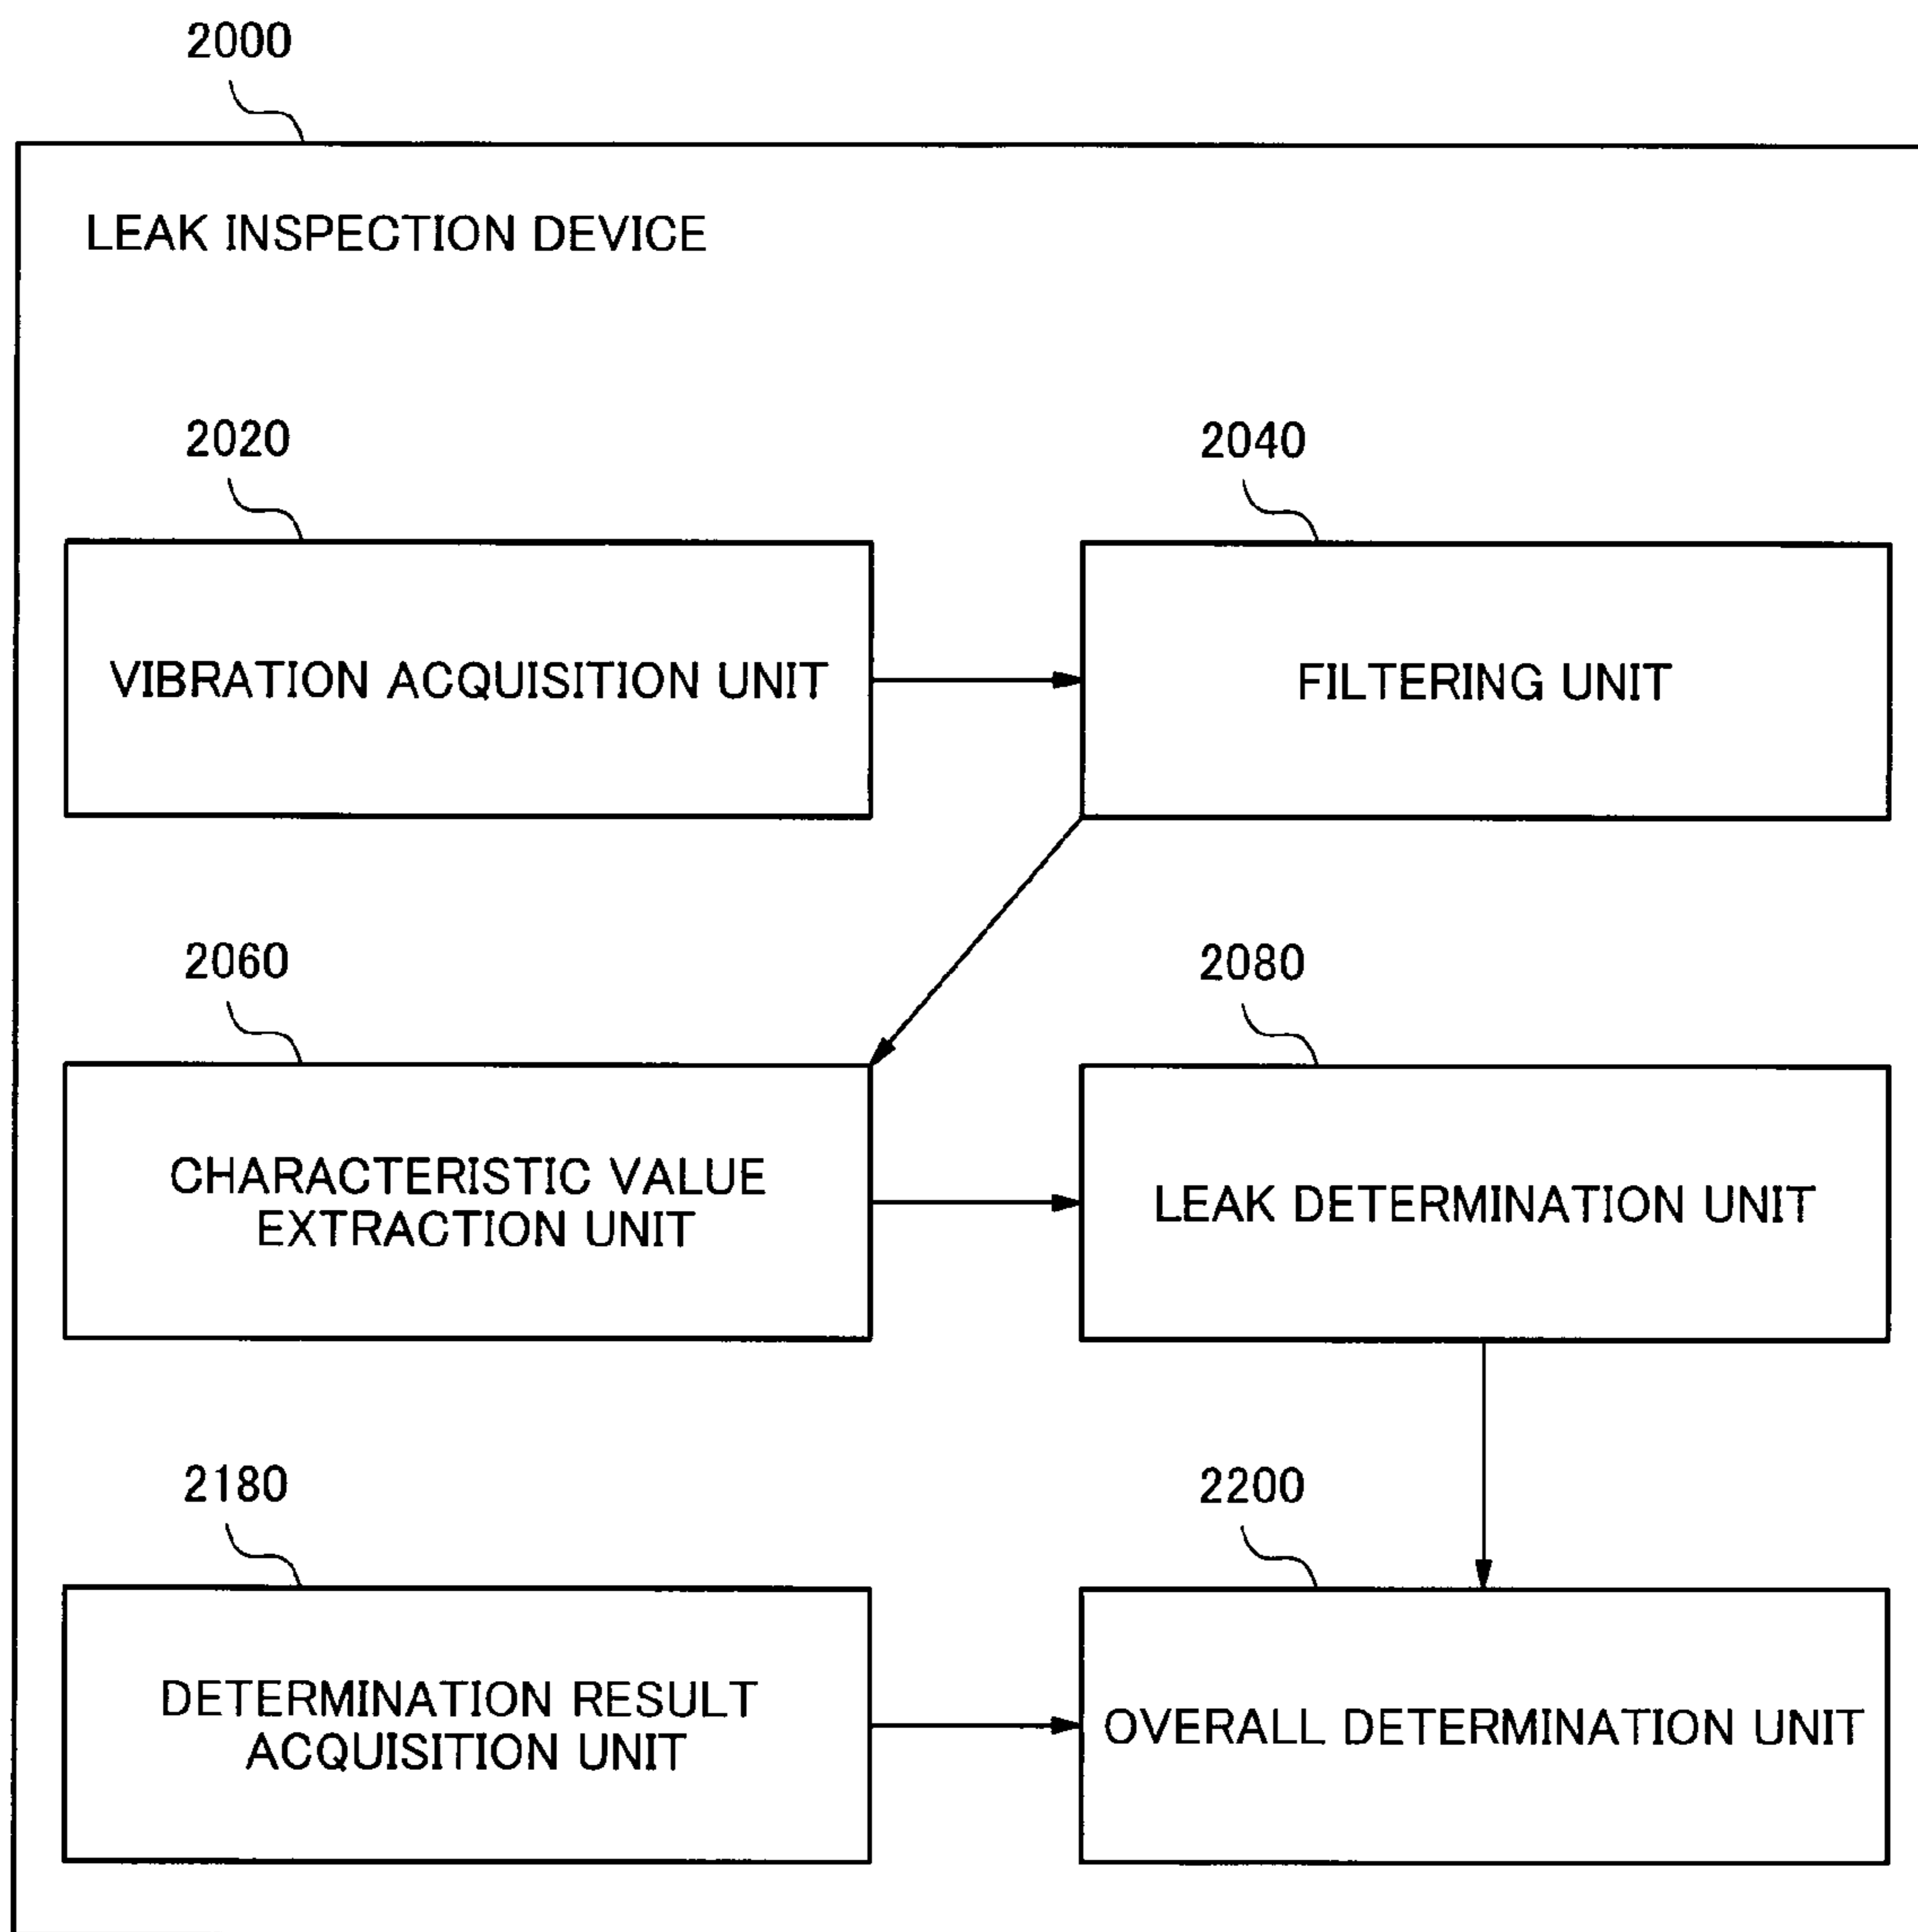 2000
LEAK INSPECTION DEVICE
2020
2040
VIBRATION ACQUISITION UNIT
FILTERING UNIT
2060
2080
CHARACTERISTIC VALUE
EXTRACTION UNIT
LEAK DETERMINATION UNIT
2180
2200
DETERMINATION RESULT
ACQUISITION UNIT
OVERALL DETERMINATION UNIT